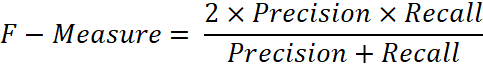 F − Measure = 2 × Precision × Recall / Precision + Recall